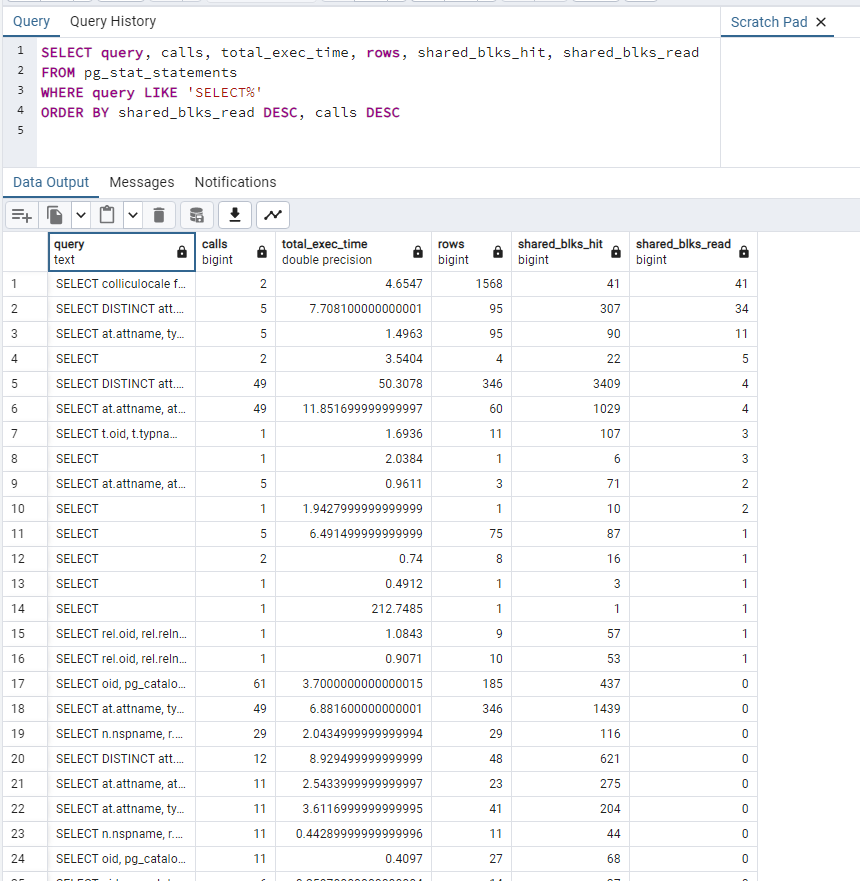 Query Query History Scratch Pad
1 SELECT query, calls, total_exec_time, rows, shared_blks_hit, shared_blks_read
2 FROM pg_stat_statements
3 WHERE query LIKE 'SELECT%'
4 ORDER BY shared_blks_read DESC, calls DESC
5
Data Output Messages Notifications
query calls total_exec_time rows shared_blks_hit shared_blks_read
text bigint double precision bigint bigint bigint
1 SELECT colliculocale f... 2 4.6547 1568 41 41
2 SELECT DISTINCT att.... 5 7.708100000000001 95 307 34
3 SELECT at.attname, ty... 5 1.4963 95 90 11
4 SELECT 2 3.5404 4 22 5
5 SELECT DISTINCT att.... 49 50.3078 346 3409 4
6 SELECT at.attname, at... 49 11.851699999999997 60 1029 4
7 SELECT t.oid, t.typna... 1 1.6936 11 107 3
8 SELECT 1 2.0384 1 6 3
9 SELECT at.attname, at... 5 0.9611 3 71 2
10 SELECT 1 1.9427999999999999 1 10 2
11 SELECT 5 6.491499999999999 75 87 1
12 SELECT 2 0.74 8 16 1
13 SELECT 1 0.4912 1 3 1
14 SELECT 1 212.7485 1 1 1
15 SELECT rel.oid, rel.reln... 1 1.0843 9 57 1
16 SELECT rel.oid, rel.reln... 1 0.9071 10 53 1
17 SELECT oid, pg_catalo... 61 3.7000000000000015 185 437 0
18 SELECT at.attname, ty... 49 6.881600000000001 346 1439 0
19 SELECT n.nspname, r.... 29 2.0434999999999994 29 116 0
20 SELECT DISTINCT att.... 12 8.929499999999999 48 621 0
21 SELECT at.attname, at... 11 2.5433999999999997 23 275 0
22 SELECT at.attname, ty... 11 3.6116999999999995 41 204 0
23 SELECT n.nspname, r.... 11 0.44289999999999996 11 44 0
24 SELECT oid, pg_catalo... 11 0.4097 27 68 0